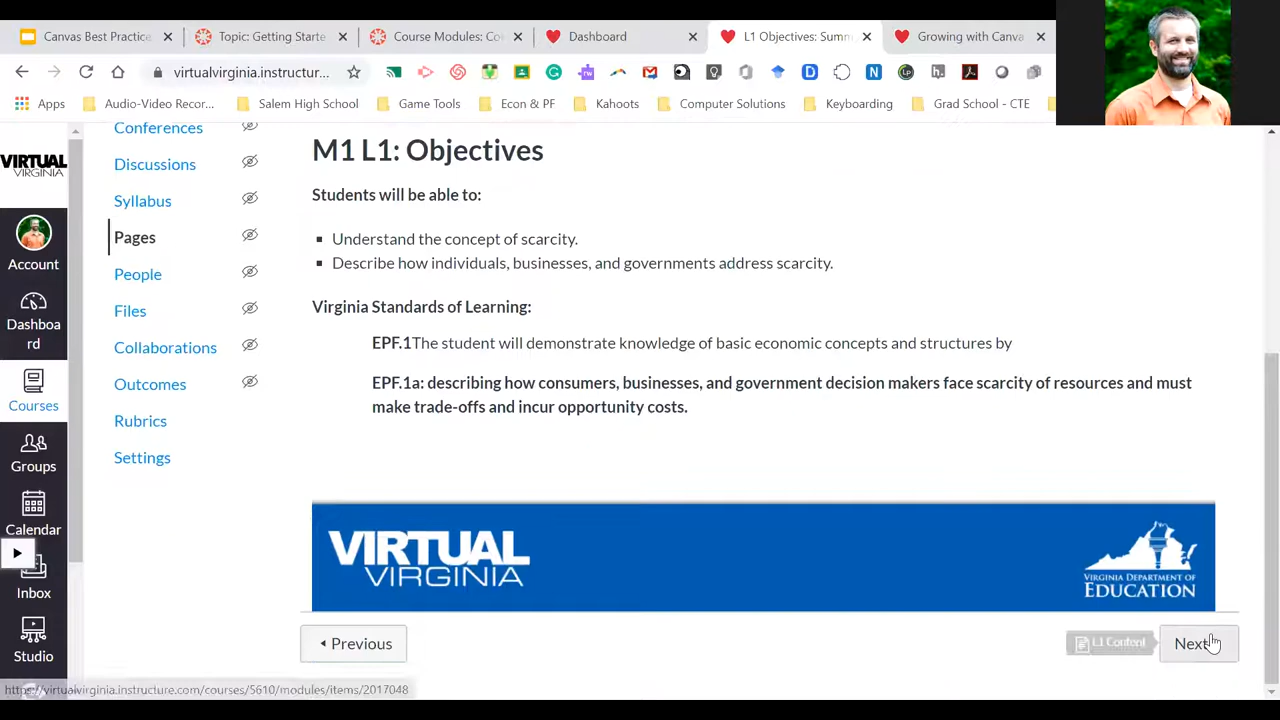 Canvas Best Practice
Topic: Getting Starte
Course Modules: Co
Dashboard
L1 Objectives: Summ
Growing with Canva
virtualvirginia.instructur...
Apps
Audio-Video Recor...
Salem High School
Game Tools
Econ & PF
Kahoots
Computer Solutions
Keyboarding
Grad School - CTE
VIRTUAL
VIRGINIA
Account
Dashboa
rd
Courses
Groups
Calendar
Inbox
Studio
Conferences
Discussions
Syllabus
Pages
People
Files
Collaborations
Outcomes
Rubrics
Settings
M1 L1: Objectives
Students will be able to:
Understand the concept of scarcity.
Describe how individuals, businesses, and governments address scarcity.
Virginia Standards of Learning:
EPF.1The student will demonstrate knowledge of basic economic concepts and structures by
EPF.1a: describing how consumers, businesses, and government decision makers face scarcity of resources and must
make trade-offs and incur opportunity costs.
VIRTUAL
VIRGINIA
VIRGINIA DEPARTMENT OF
EDUCATION
Previous
L1 Content
Next
https://virtualvirginia.instructure.com/courses/5610/modules/items/2017048